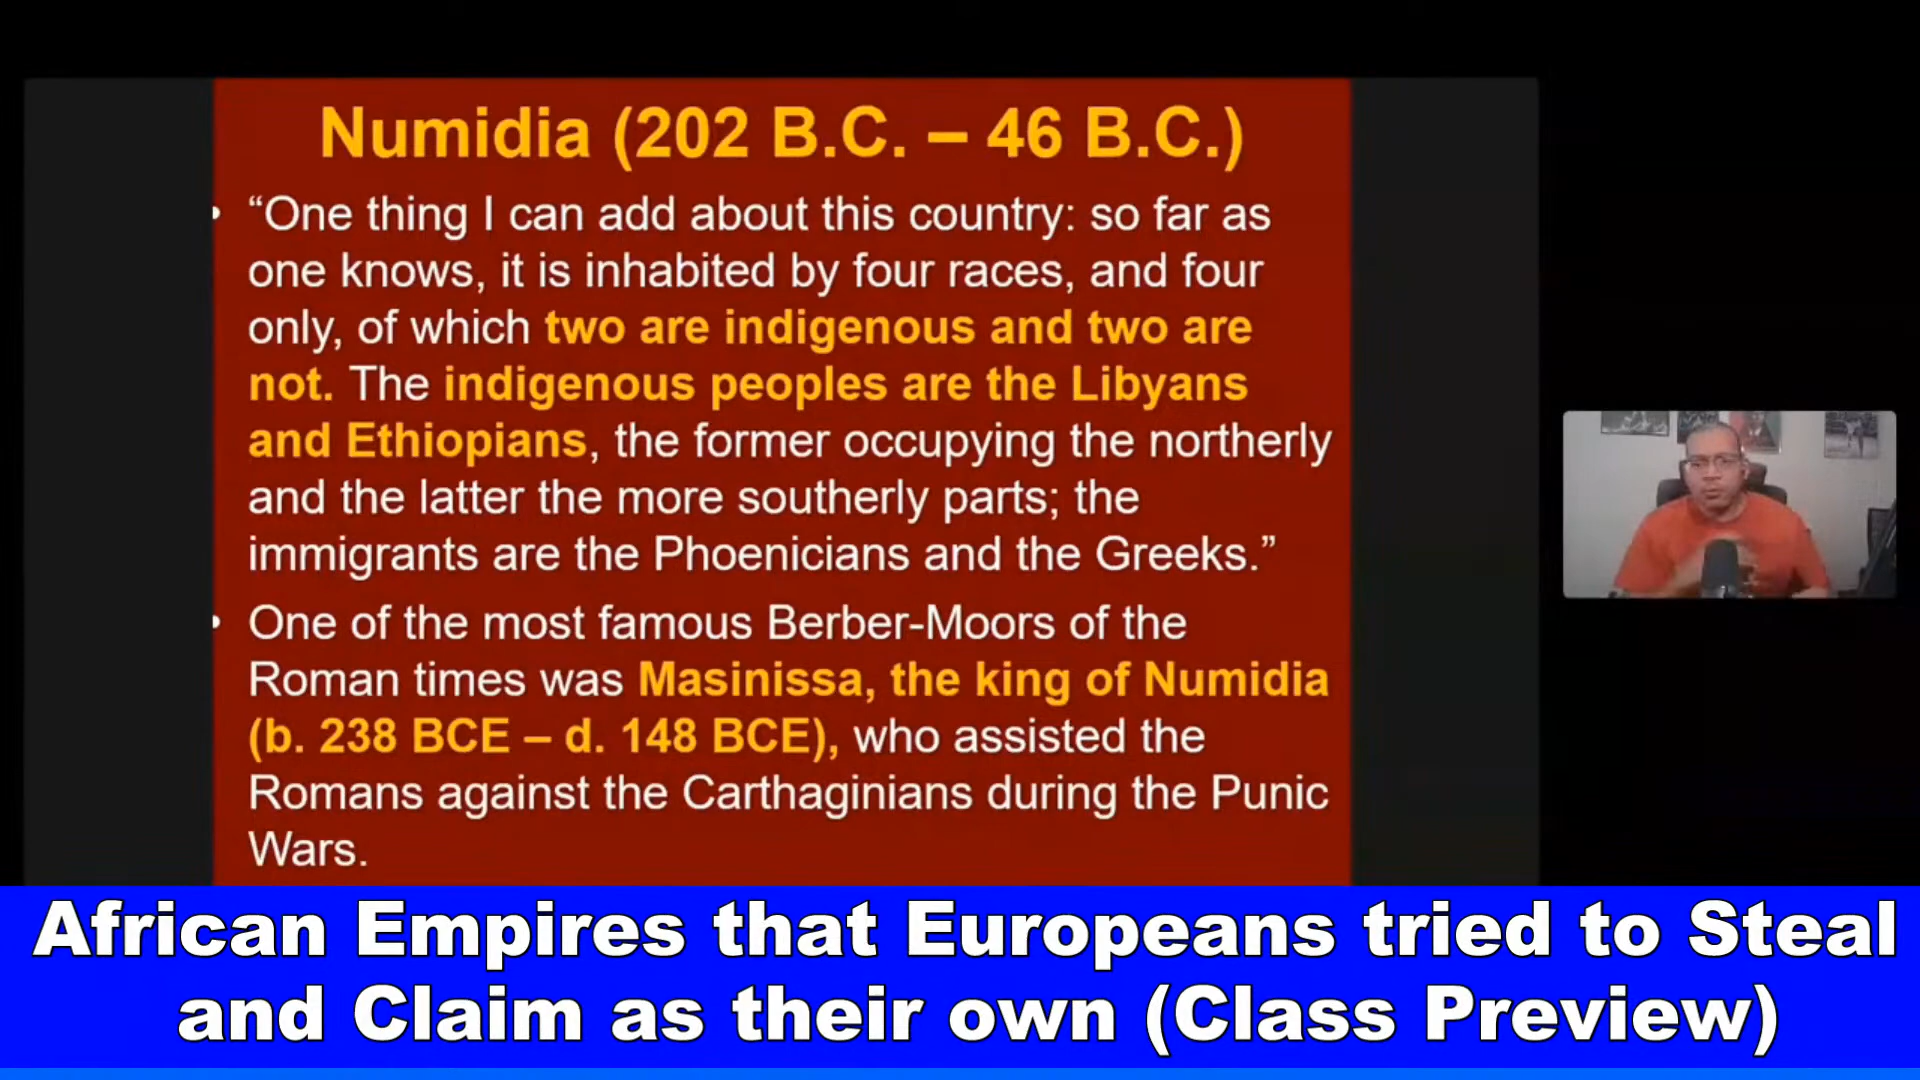 Numidia (202 B.C. – 46 B.C.)
• “One thing I can add about this country: so far as
one knows, it is inhabited by four races, and four
only, of which two are indigenous and two are
not. The indigenous peoples are the Libyans
and Ethiopians, the former occupying the northerly
and the latter the more southerly parts; the
immigrants are the Phoenicians and the Greeks.”
• One of the most famous Berber-Moors of the
Roman times was Masinissa, the king of Numidia
(b. 238 BCE – d. 148 BCE), who assisted the
Romans against the Carthaginians during the Punic
Wars.
African Empires that Europeans tried to Steal
and Claim as their own (Class Preview)